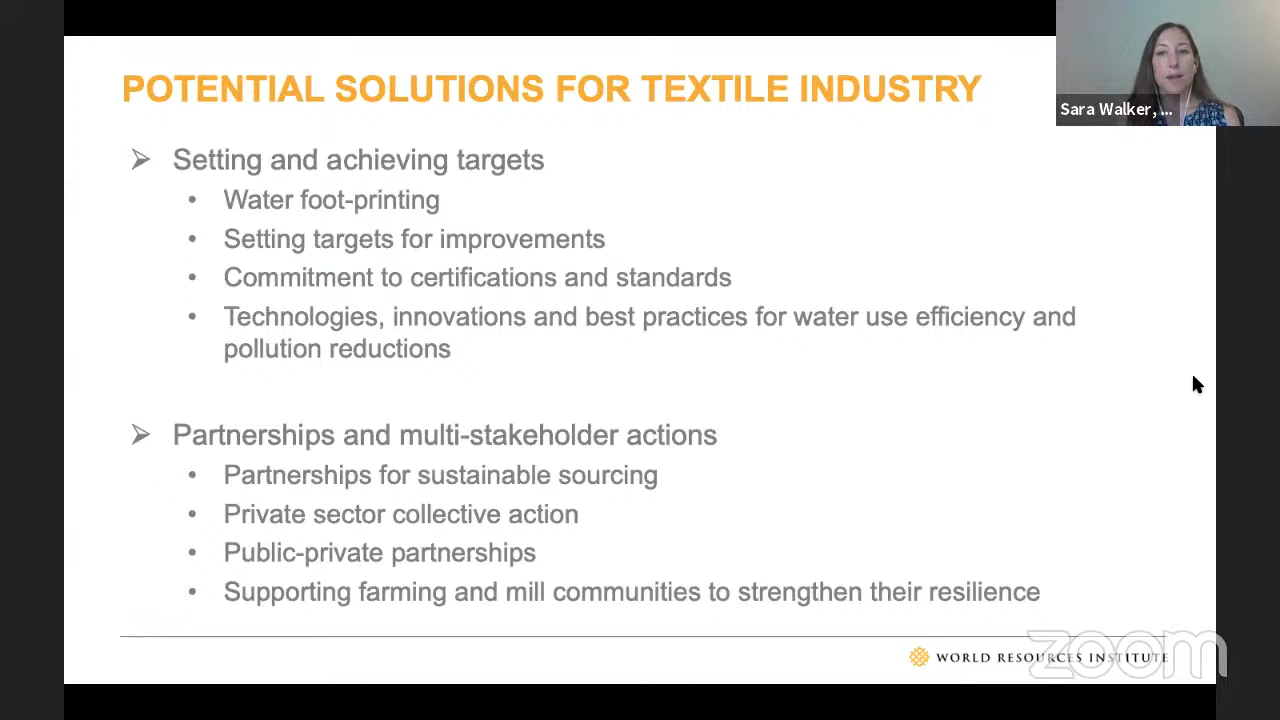 POTENTIAL SOLUTIONS FOR TEXTILE INDUSTRY
Sara Walker, ...
➢ Setting and achieving targets
• Water foot-printing
• Setting targets for improvements
• Commitment to certifications and standards
• Technologies, innovations and best practices for water use efficiency and
pollution reductions
➢ Partnerships and multi-stakeholder actions
• Partnerships for sustainable sourcing
• Private sector collective action
• Public-private partnerships
• Supporting farming and mill communities to strengthen their resilience
WORLD RESOURCES INSTITUTE
zoom